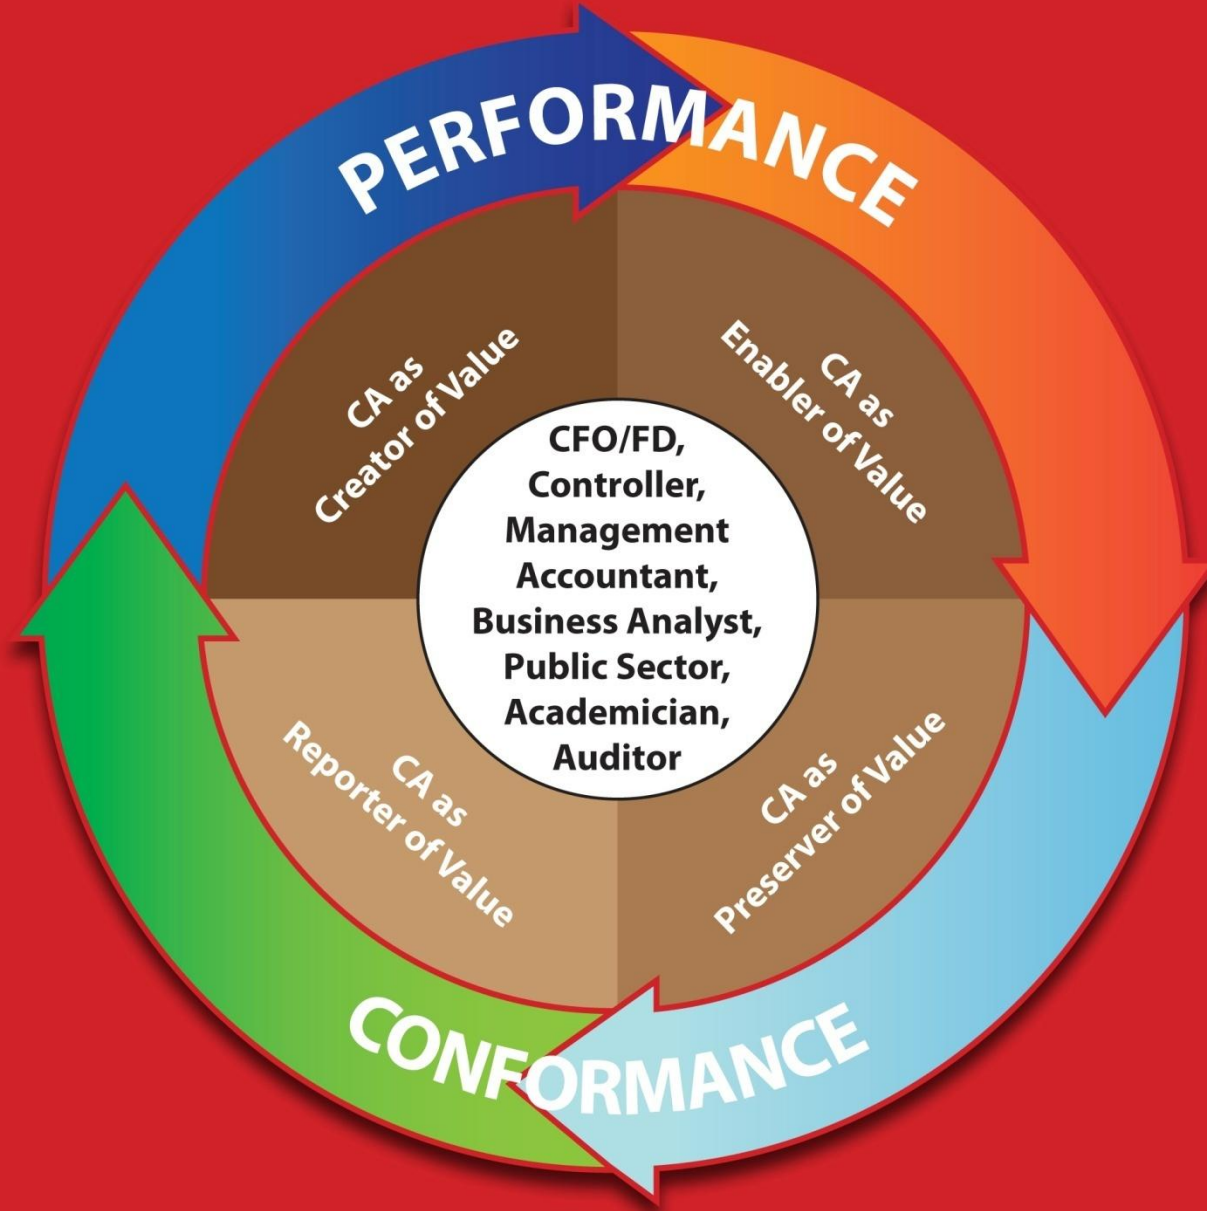 PERFORMANCE
CA as
Creator of Value
CA as
Enabler of Value
CFO/FD,
Controller,
Management
Accountant,
Business Analyst,
Public Sector,
Academician,
Auditor
CA as
Reporter of Value
CA as
Preserver of Value
CONFORMANCE